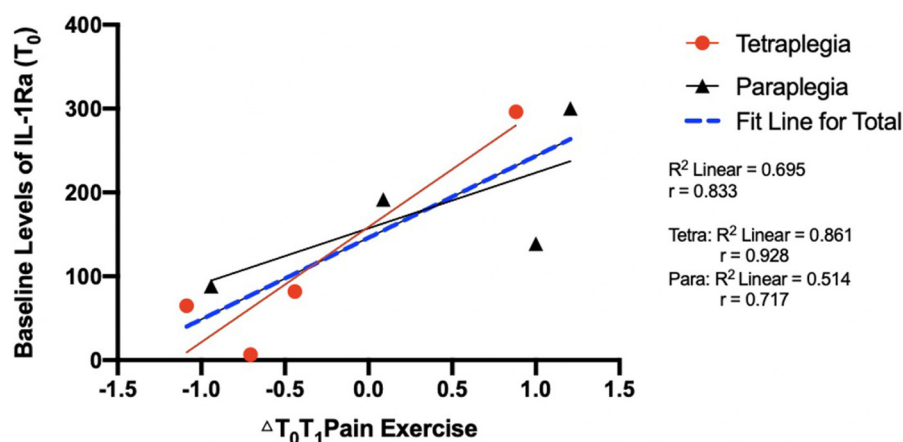 400
300
200
100
0
Baseline Levels of IL-1Ra (T₀)
-1.5 -1.0 -0.5 0.0 0.5 1.0 1.5
△T₀T₁Pain Exercise
Tetraplegia
Paraplegia
Fit Line for Total
R² Linear = 0.695
r = 0.833
Tetra: R² Linear = 0.861
r = 0.928
Para: R² Linear = 0.514
r = 0.717